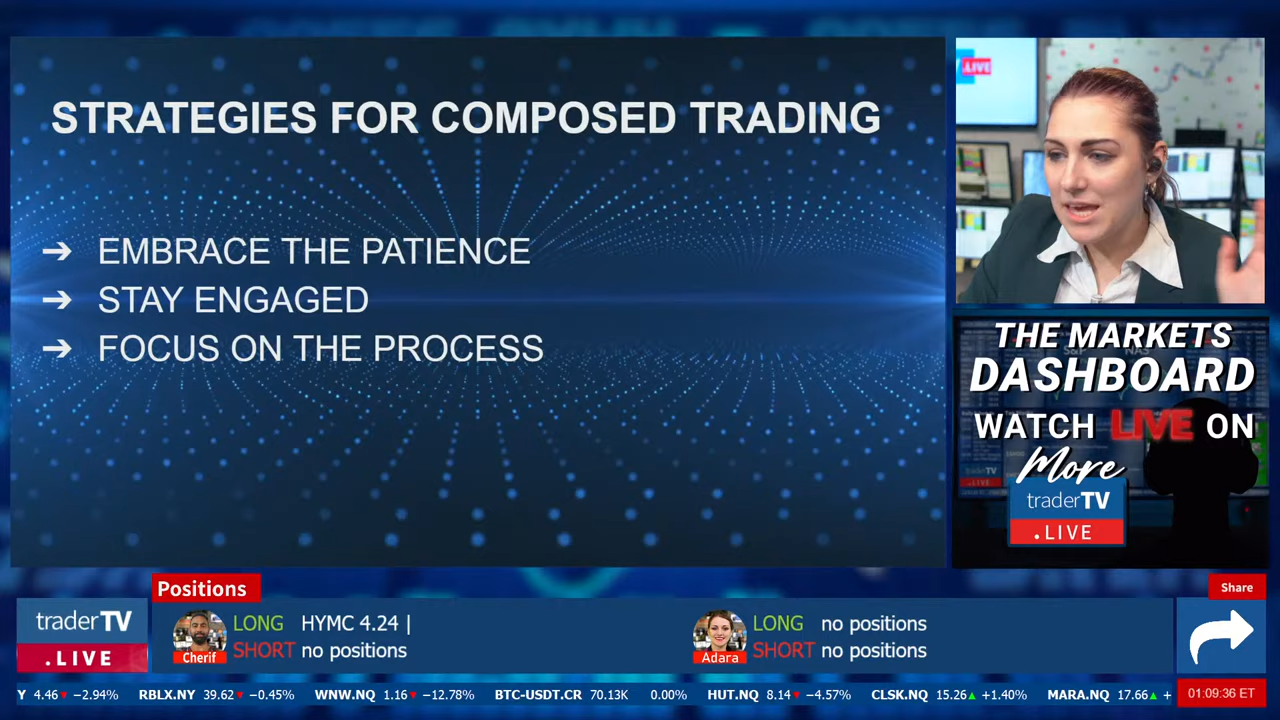 STRATEGIES FOR COMPOSED TRADING
➔ EMBRACE THE PATIENCE
➔ STAY ENGAGED
➔ FOCUS ON THE PROCESS
.LIVE
THE MARKETS
DASHBOARD
WATCH LIVE ON
More
traderTV
.LIVE
Positions
Share
traderTV
.LIVE
Cherif
LONG HYMC 4.24 |
SHORT no positions
Adara
LONG no positions
SHORT no positions
Y 4.46▼ −2.94% RBLX.NY 39.62▼ −0.45% WNW.NQ 1.16▼ −12.78% BTC-USDT.CR 70.13K 0.00% HUT.NQ 8.14▼ −4.57% CLSK.NQ 15.26▲ +1.40% MARA.NQ 17.66▲ +
01:09:36 ET